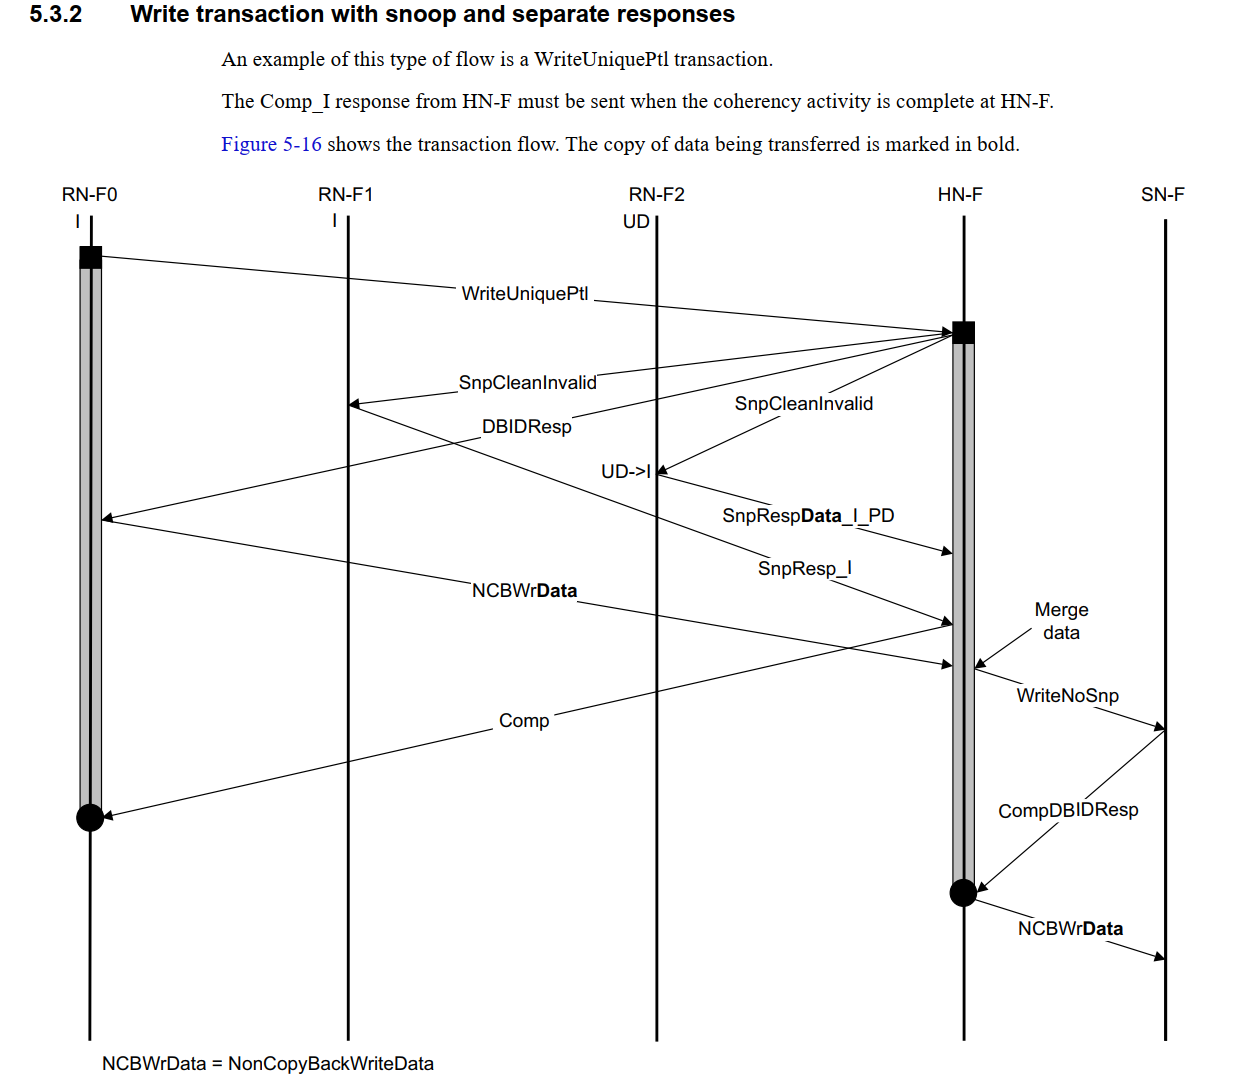 5.3.2 Write transaction with snoop and separate responses
An example of this type of flow is a WriteUniquePtl transaction.
The Comp_I response from HN-F must be sent when the coherency activity is complete at HN-F.
Figure 5-16 shows the transaction flow. The copy of data being transferred is marked in bold.
RN-F0 RN-F1 RN-F2 HN-F SN-F
I I UD
WriteUniquePtl
SnpCleanInvalid
SnpCleanInvalid
DBIDResp
UD->I
SnpRespData_I_PD
SnpResp_I
NCBWrData
Merge
data
WriteNoSnp
Comp
CompDBIDResp
NCBWrData
NCBWrData = NonCopyBackWriteData